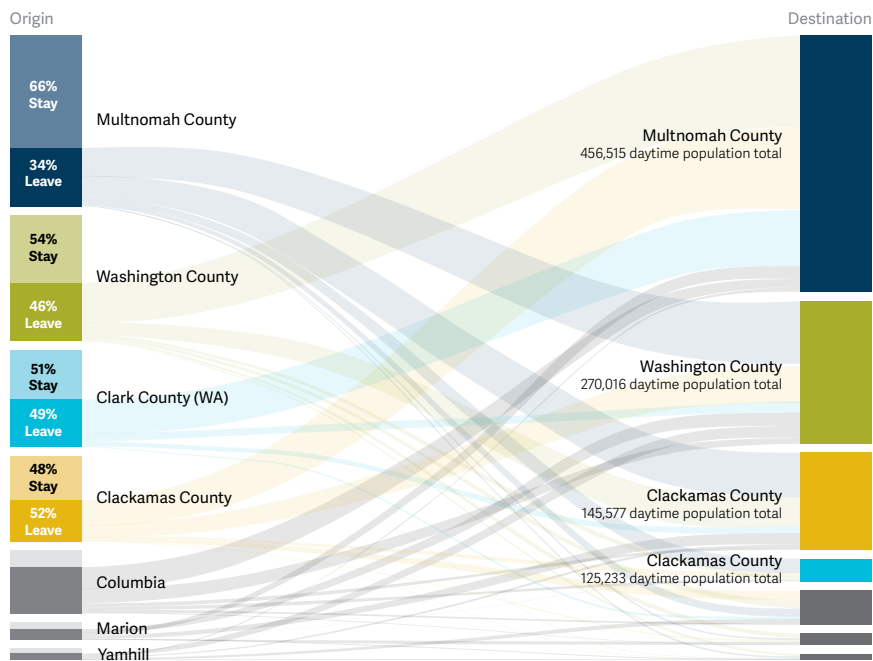 Origin
Destination
66%
Stay
Multnomah County
34%
Leave
Multnomah County
456,515 daytime population total
54%
Stay
Washington County
46%
Leave
51%
Stay
Washington County
270,016 daytime population total
Clark County (WA)
49%
Leave
48%
Stay
Clackamas County
52%
Leave
Clackamas County
145,577 daytime population total
Clackamas County
125,233 daytime population total
Columbia
Marion
Yamhill